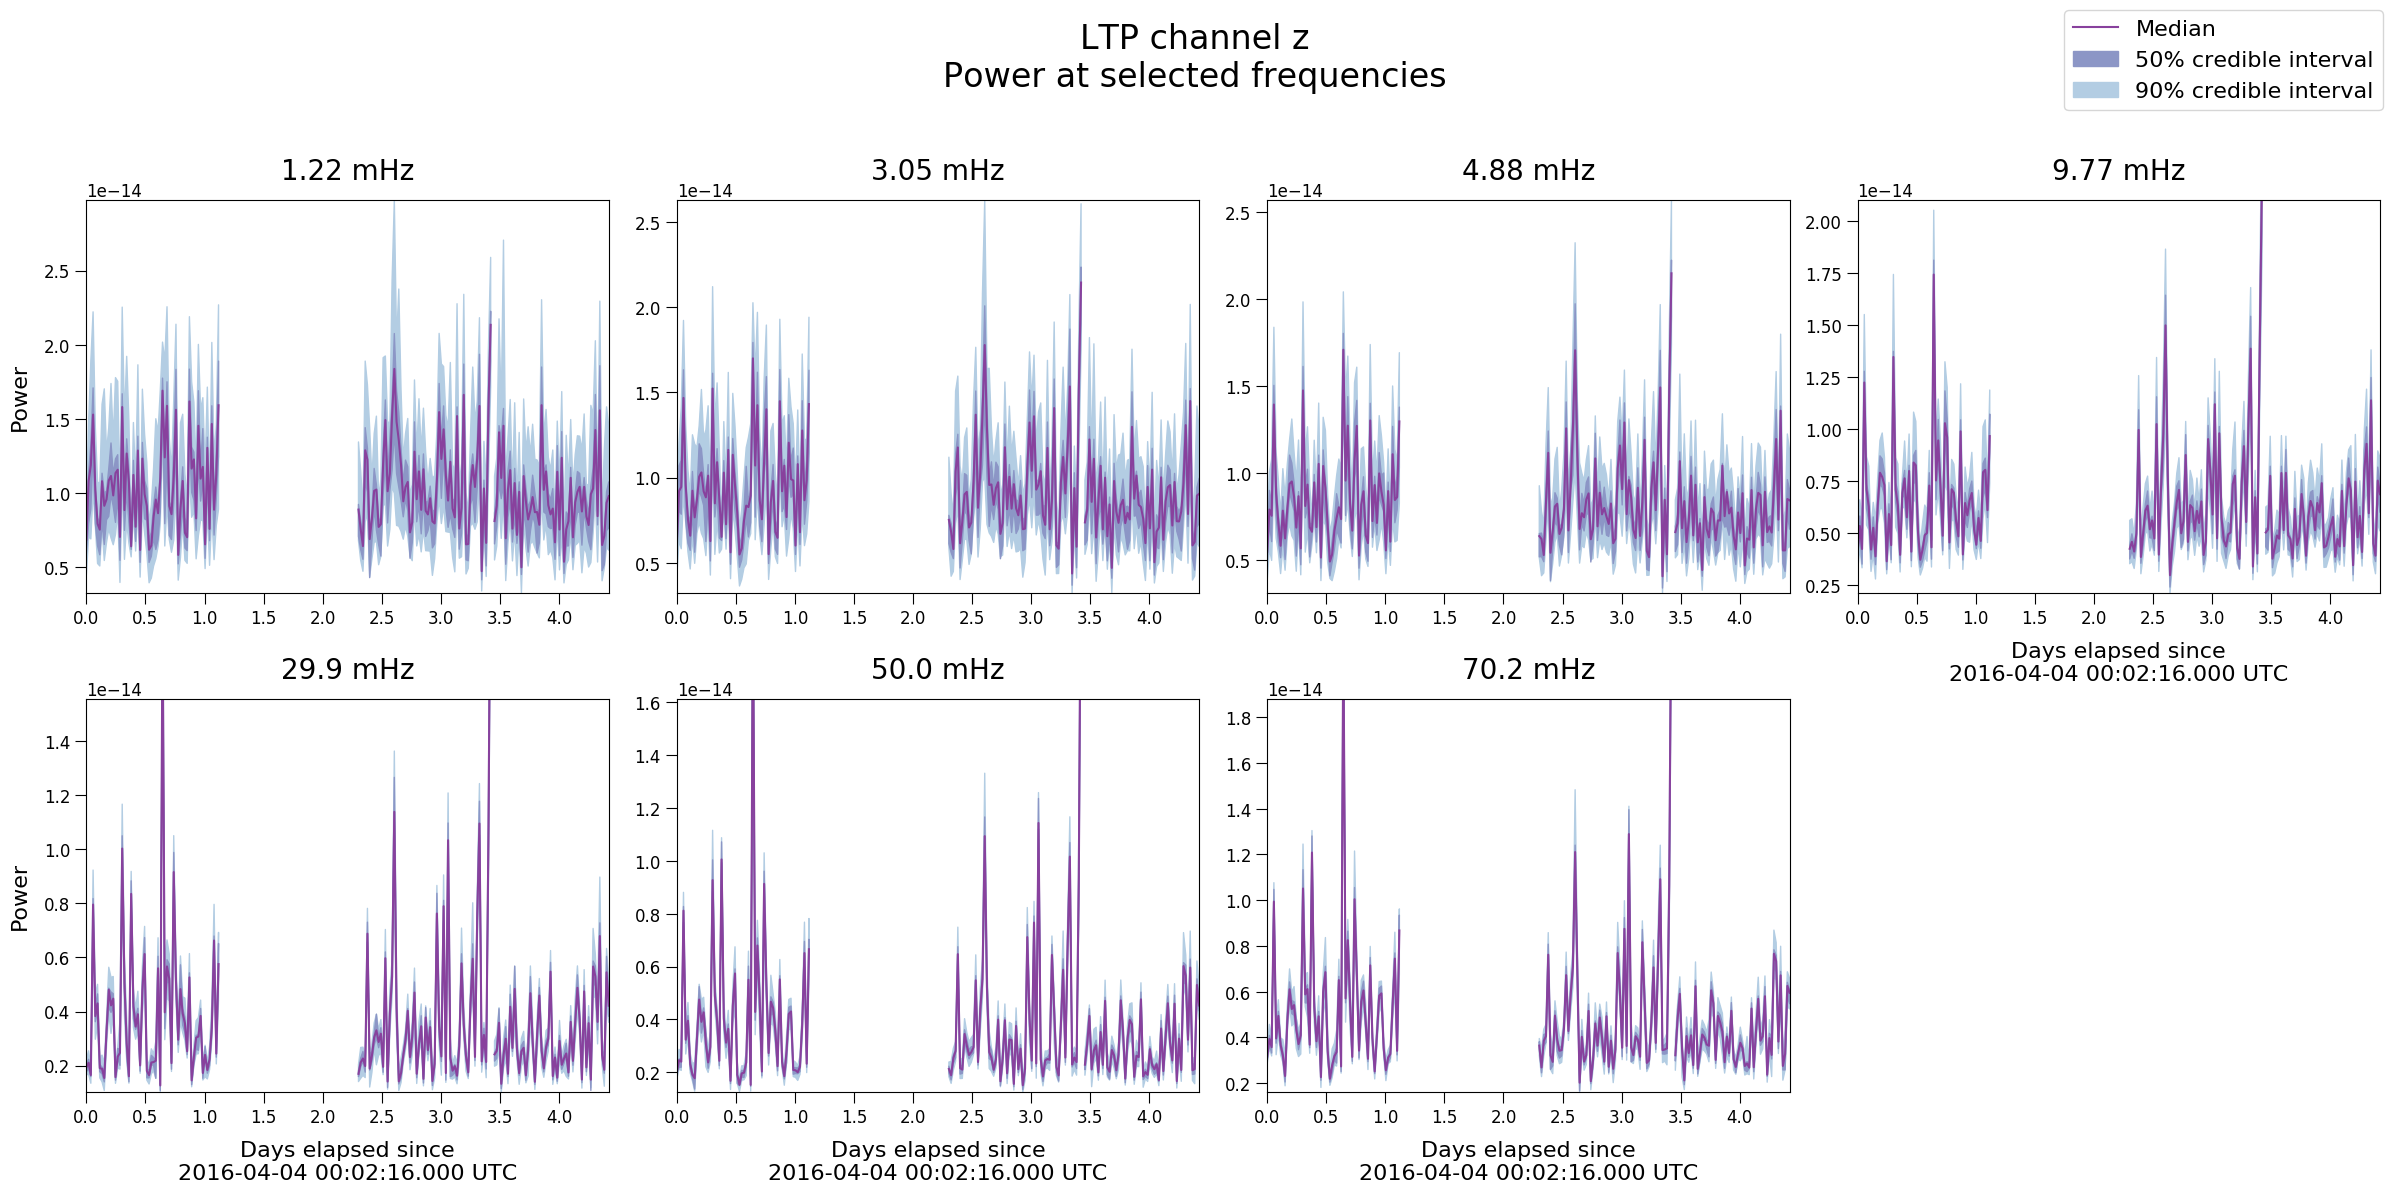 LTP channel z
Power at selected frequencies
Median
50% credible interval
90% credible interval
1.22 mHz
1e−14
2.5
2.0
1.5
1.0
0.5
Power
0.0 0.5 1.0 1.5 2.0 2.5 3.0 3.5 4.0
3.05 mHz
1e−14
2.5
2.0
1.5
1.0
0.5
0.0 0.5 1.0 1.5 2.0 2.5 3.0 3.5 4.0
4.88 mHz
1e−14
2.5
2.0
1.5
1.0
0.5
0.0 0.5 1.0 1.5 2.0 2.5 3.0 3.5 4.0
9.77 mHz
1e−14
2.00
1.75
1.50
1.25
1.00
0.75
0.50
0.25
0.0 0.5 1.0 1.5 2.0 2.5 3.0 3.5 4.0
Days elapsed since
2016-04-04 00:02:16.000 UTC
29.9 mHz
1e−14
1.4
1.2
1.0
0.8
0.6
0.4
0.2
Power
0.0 0.5 1.0 1.5 2.0 2.5 3.0 3.5 4.0
Days elapsed since
2016-04-04 00:02:16.000 UTC
50.0 mHz
1e−14
1.6
1.4
1.2
1.0
0.8
0.6
0.4
0.2
0.0 0.5 1.0 1.5 2.0 2.5 3.0 3.5 4.0
Days elapsed since
2016-04-04 00:02:16.000 UTC
70.2 mHz
1e−14
1.8
1.6
1.4
1.2
1.0
0.8
0.6
0.4
0.2
0.0 0.5 1.0 1.5 2.0 2.5 3.0 3.5 4.0
Days elapsed since
2016-04-04 00:02:16.000 UTC